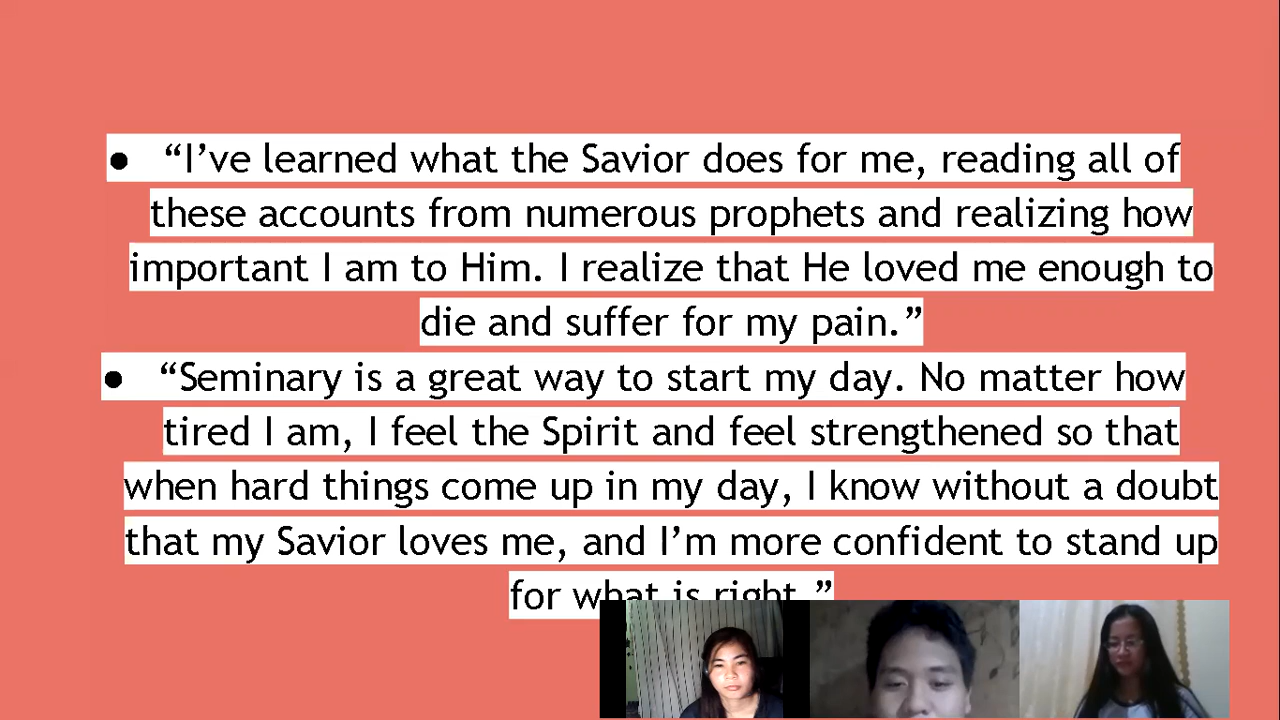 ● “I’ve learned what the Savior does for me, reading all of
these accounts from numerous prophets and realizing how
important I am to Him. I realize that He loved me enough to
die and suffer for my pain.”
● “Seminary is a great way to start my day. No matter how
tired I am, I feel the Spirit and feel strengthened so that
when hard things come up in my day, I know without a doubt
that my Savior loves me, and I’m more confident to stand up
for what is right.”